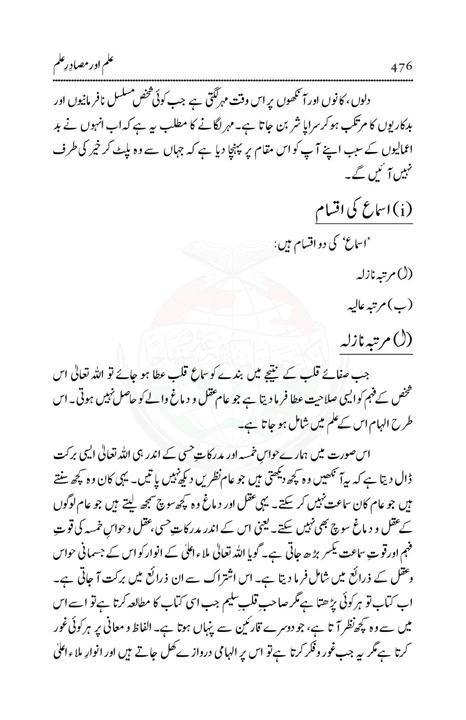 476
علم اور مصادرِ علم
دلوں، کانوں اور آنکھوں پر اس وقت مہر لگتی ہے جب کوئی شخص مسلسل نافرمانیوں اور
بدکاریوں کا مرتکب ہو کر سراپا شر بن جاتا ہے۔ مہر لگانے کا مطلب یہ ہے کہ اب انہوں نے بد
اعمالیوں کے سبب اپنے آپ کو اس مقام پر پہنچا دیا ہے کہ جہاں سے وہ پلٹ کر خیر کی طرف
نہیں آئیں گے۔
(i) اسماع کی اقسام
’اسماع‘ کی دو اقسام ہیں:
(ل) مرتبہ نازلہ
(ب) مرتبہ عالیہ
(ل) مرتبہ نازلہ
جب صفائے قلب کے نتیجے میں بندے کو سماعِ قلب عطا ہو جائے تو اللہ تعالیٰ اس
شخص کے فہم کو ایسی صلاحیت عطا فرما دیتا ہے جو عام عقل و دماغ والے کو حاصل نہیں ہوتی۔ اس
طرح الہام اس کے علم میں شامل ہو جاتا ہے۔
اس صورت میں ہمارے حواسِ خمسہ اور مدرکاتِ حسی کے اندر ہی اللہ تعالیٰ ایسی برکت
ڈال دیتا ہے کہ یہ آنکھیں وہ کچھ دیکھتی ہیں جو عام نظریں دیکھ نہیں پاتیں۔ یہی کان وہ کچھ سنتے
ہیں جو عام کان سماعت نہیں کر سکتے۔ یہی عقل اور دماغ وہ کچھ سوچ سمجھ لیتے ہیں جو عام لوگوں
کے عقل و دماغ سوچ بھی نہیں سکتے۔ یعنی اس کے اندر مدرکاتِ حسی، عقل و حواسِ خمسہ کی قوتِ
فہم اور قوتِ سماعت یکسر بڑھ جاتی ہے۔ گویا اللہ تعالیٰ ملاء اعلیٰ کے انوار کو اس کے جسمانی حواس
و عقل کے ذرائع میں شامل فرما دیتا ہے۔ اس اشتراک سے ان ذرائع میں برکت آ جاتی ہے۔
اب کتاب تو ہر کوئی پڑھتا ہے مگر صاحبِ قلبِ سلیم جب اسی کتاب کا مطالعہ کرتا ہے تو اسے اس
میں سے وہ کچھ نظر آتا ہے، جو دوسرے قارئین سے پنہاں ہوتا ہے۔ الفاظ و معانی پر ہر کوئی غور
کرتا ہے مگر یہ جب غور و فکر کرتا ہے تو اس پر الہامی دروازے کھل جاتے ہیں اور انوارِ ملاء اعلیٰ